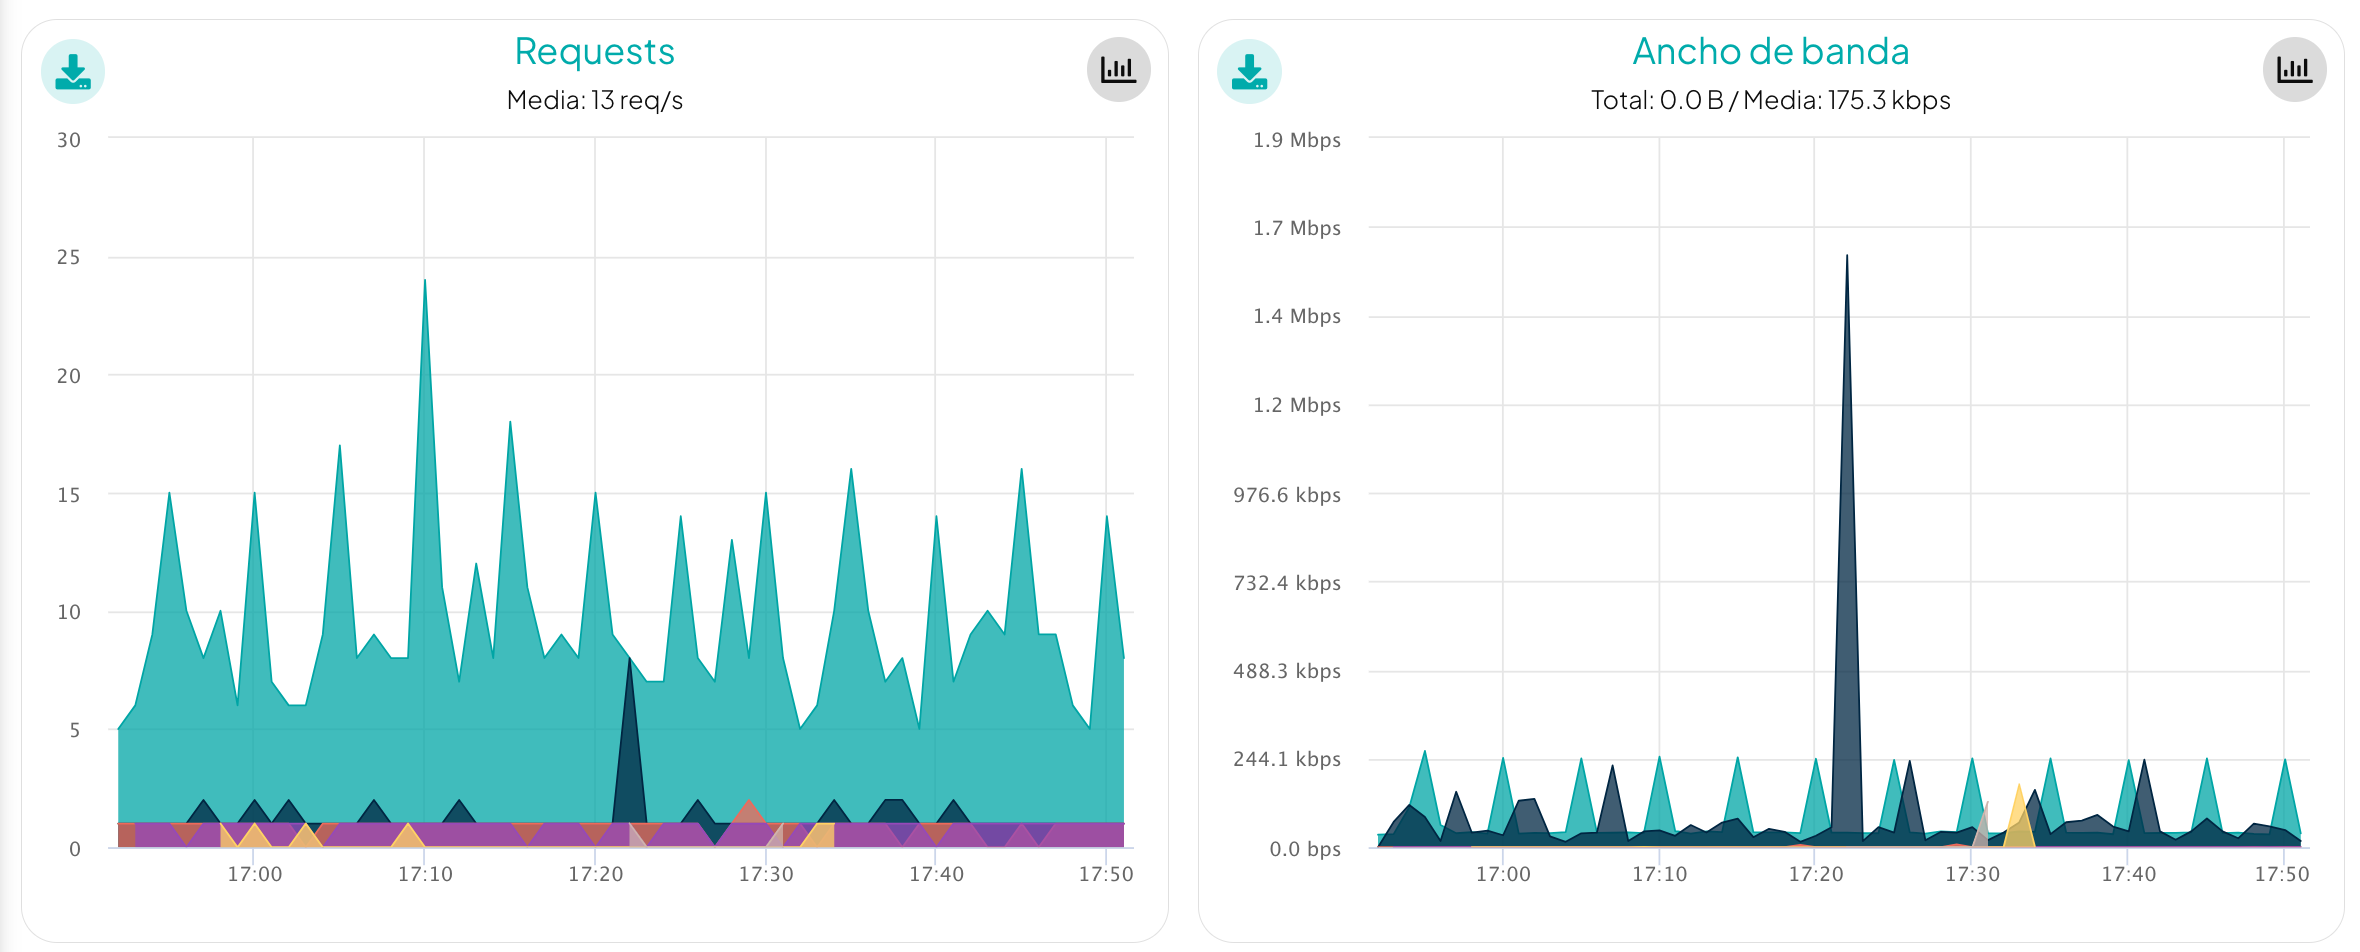 Requests
Media: 13 req/s
30
25
20
15
10
5
0
17:00 17:10 17:20 17:30 17:40 17:50
Ancho de banda
Total: 0.0 B / Media: 175.3 kbps
1.9 Mbps
1.7 Mbps
1.4 Mbps
1.2 Mbps
976.6 kbps
732.4 kbps
488.3 kbps
244.1 kbps
0.0 bps
17:00 17:10 17:20 17:30 17:40 17:50